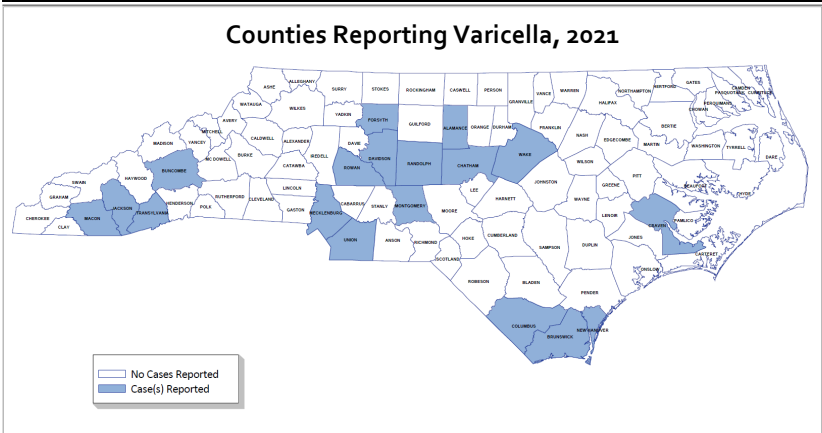 Counties Reporting Varicella, 2021
ALLEGHANY
ASHE
SURRY
STOKES
ROCKINGHAM
CASWELL
PERSON
GRANVILLE
VANCE
WARREN
NORTHAMPTON
HERTFORD
GATES
CAMDEN
PASQUOTANK
CURRITUCK
PERQUIMANS
CHOWAN
HALIFAX
WATAUGA
WILKES
YADKIN
FORSYTH
GUILFORD
ALAMANCE
ORANGE
DURHAM
FRANKLIN
NASH
EDGECOMBE
BERTIE
MARTIN
WASHINGTON
TYRRELL
DARE
MITCHELL
AVERY
YANCEY
MADISON
CALDWELL
ALEXANDER
IREDELL
DAVIE
DAVIDSON
RANDOLPH
CHATHAM
WAKE
WILSON
PITT
BEAUFORT
HYDE
HAYWOOD
BUNCOMBE
MC DOWELL
BURKE
CATAWBA
ROWAN
JOHNSTON
GREENE
SWAIN
GRAHAM
JACKSON
HENDERSON
RUTHERFORD
POLK
CLEVELAND
LINCOLN
GASTON
MECKLENBURG
CABARRUS
STANLY
MONTGOMERY
MOORE
LEE
HARNETT
WAYNE
LENOIR
CRAVEN
PAMLICO
CHEROKEE
CLAY
MACON
TRANSYLVANIA
UNION
ANSON
RICHMOND
HOKE
CUMBERLAND
SAMPSON
DUPLIN
JONES
CARTERET
ONSLOW
SCOTLAND
ROBESON
BLADEN
PENDER
COLUMBUS
BRUNSWICK
NEW HANOVER
No Cases Reported
Case(s) Reported